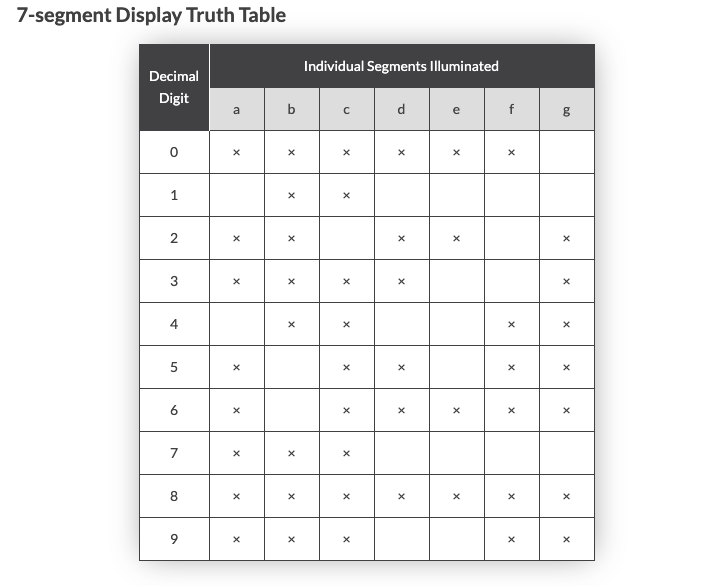 7-segment Display Truth Table
Decimal Digit Individual Segments Illuminated
a b c d e f g
0 × × × × × ×
1 × ×
2 × × × × ×
3 × × × × ×
4 × × × ×
5 × × × × ×
6 × × × × × ×
7 × × ×
8 × × × × × × ×
9 × × × × ×